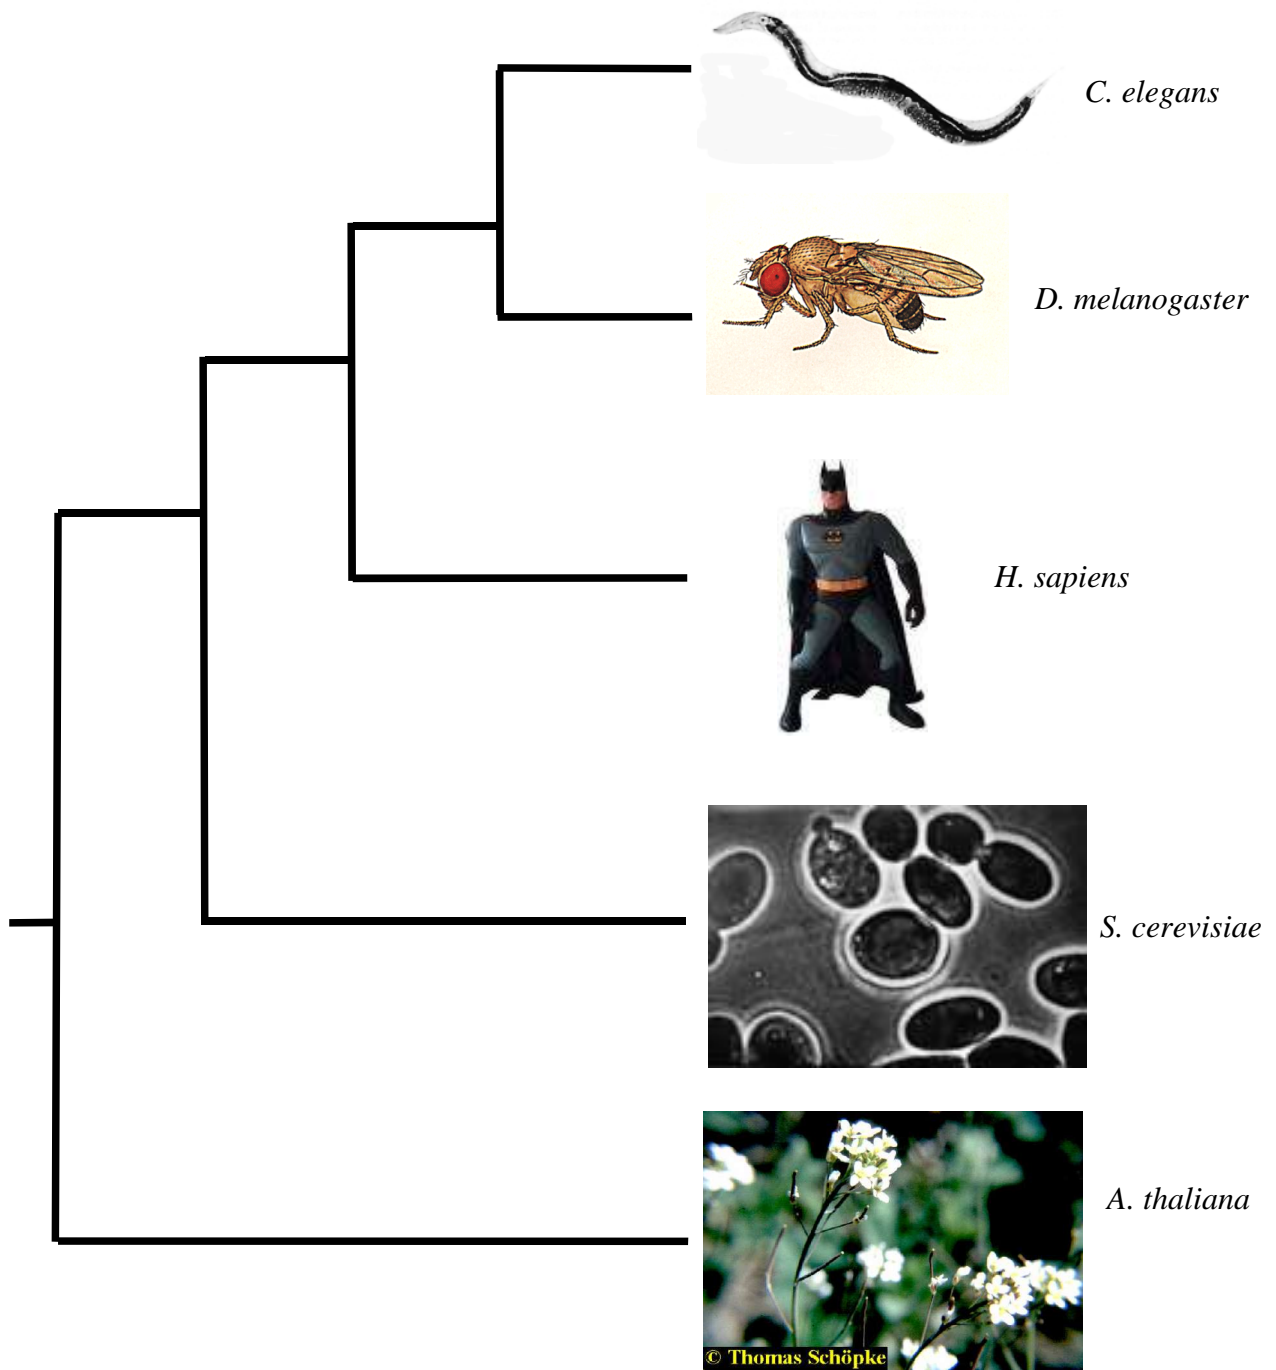 C. elegans
D. melanogaster
H. sapiens
S. cerevisiae
A. thaliana
© Thomas Schöpke